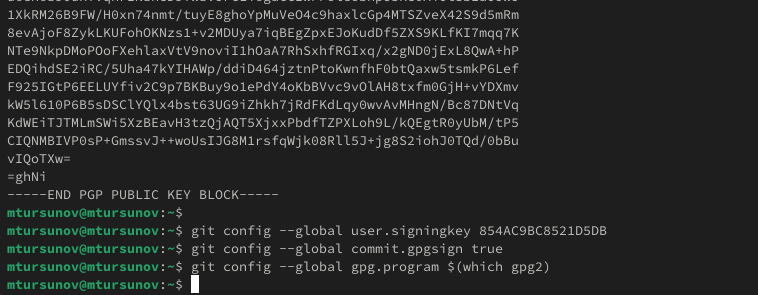 1XkRM26B9FW/H0xn74nmt/tuyE8ghoYpMuVeO4c9haxlcGp4MTSZveX42S9d5mRm
8evAjoF8ZykLKUFohOKNzs1+v2MDUya7iqBEgZpxEJoKudDf5ZXS9KLfKI7mqq7K
NTe9NkpDMoPOoFXehlaxVtV9noviI1hOaA7RhSxhfRGIxq/x2gND0jExL8QwA+hP
EDQihdSE2iRC/5Uha47kYIHAWp/ddiD464jztnPtoKwnfhF0btQaxw5tsmkP6Lef
F925IGtP6EELUYfiv2C9p7BKBuy9o1ePdY4oKbBVvc9vOlAH8txfm0GjH+vYDXmv
kW5l610P6B5sDSClYQlx4bst63UG9iZhkh7jRdFKdLqy0wvAvMHngN/Bc87DNtVq
KdWEiTJTMLmSWi5XzBEavH3tzQjAQT5XjxxPbdfTZPXLoh9L/kQEgtR0yUbM/tP5
CIQNMBIVP0sP+GmssvJ++woUsIJG8M1rsfqWjk08Rll5J+jg8S2iohJ0TQd/0bBu
vIQoTXw=
=ghNi
-----END PGP PUBLIC KEY BLOCK-----
mtursunov@mtursunov:~$
mtursunov@mtursunov:~$ git config --global user.signingkey 854AC9BC8521D5DB
mtursunov@mtursunov:~$ git config --global commit.gpgsign true
mtursunov@mtursunov:~$ git config --global gpg.program $(which gpg2)
mtursunov@mtursunov:~$